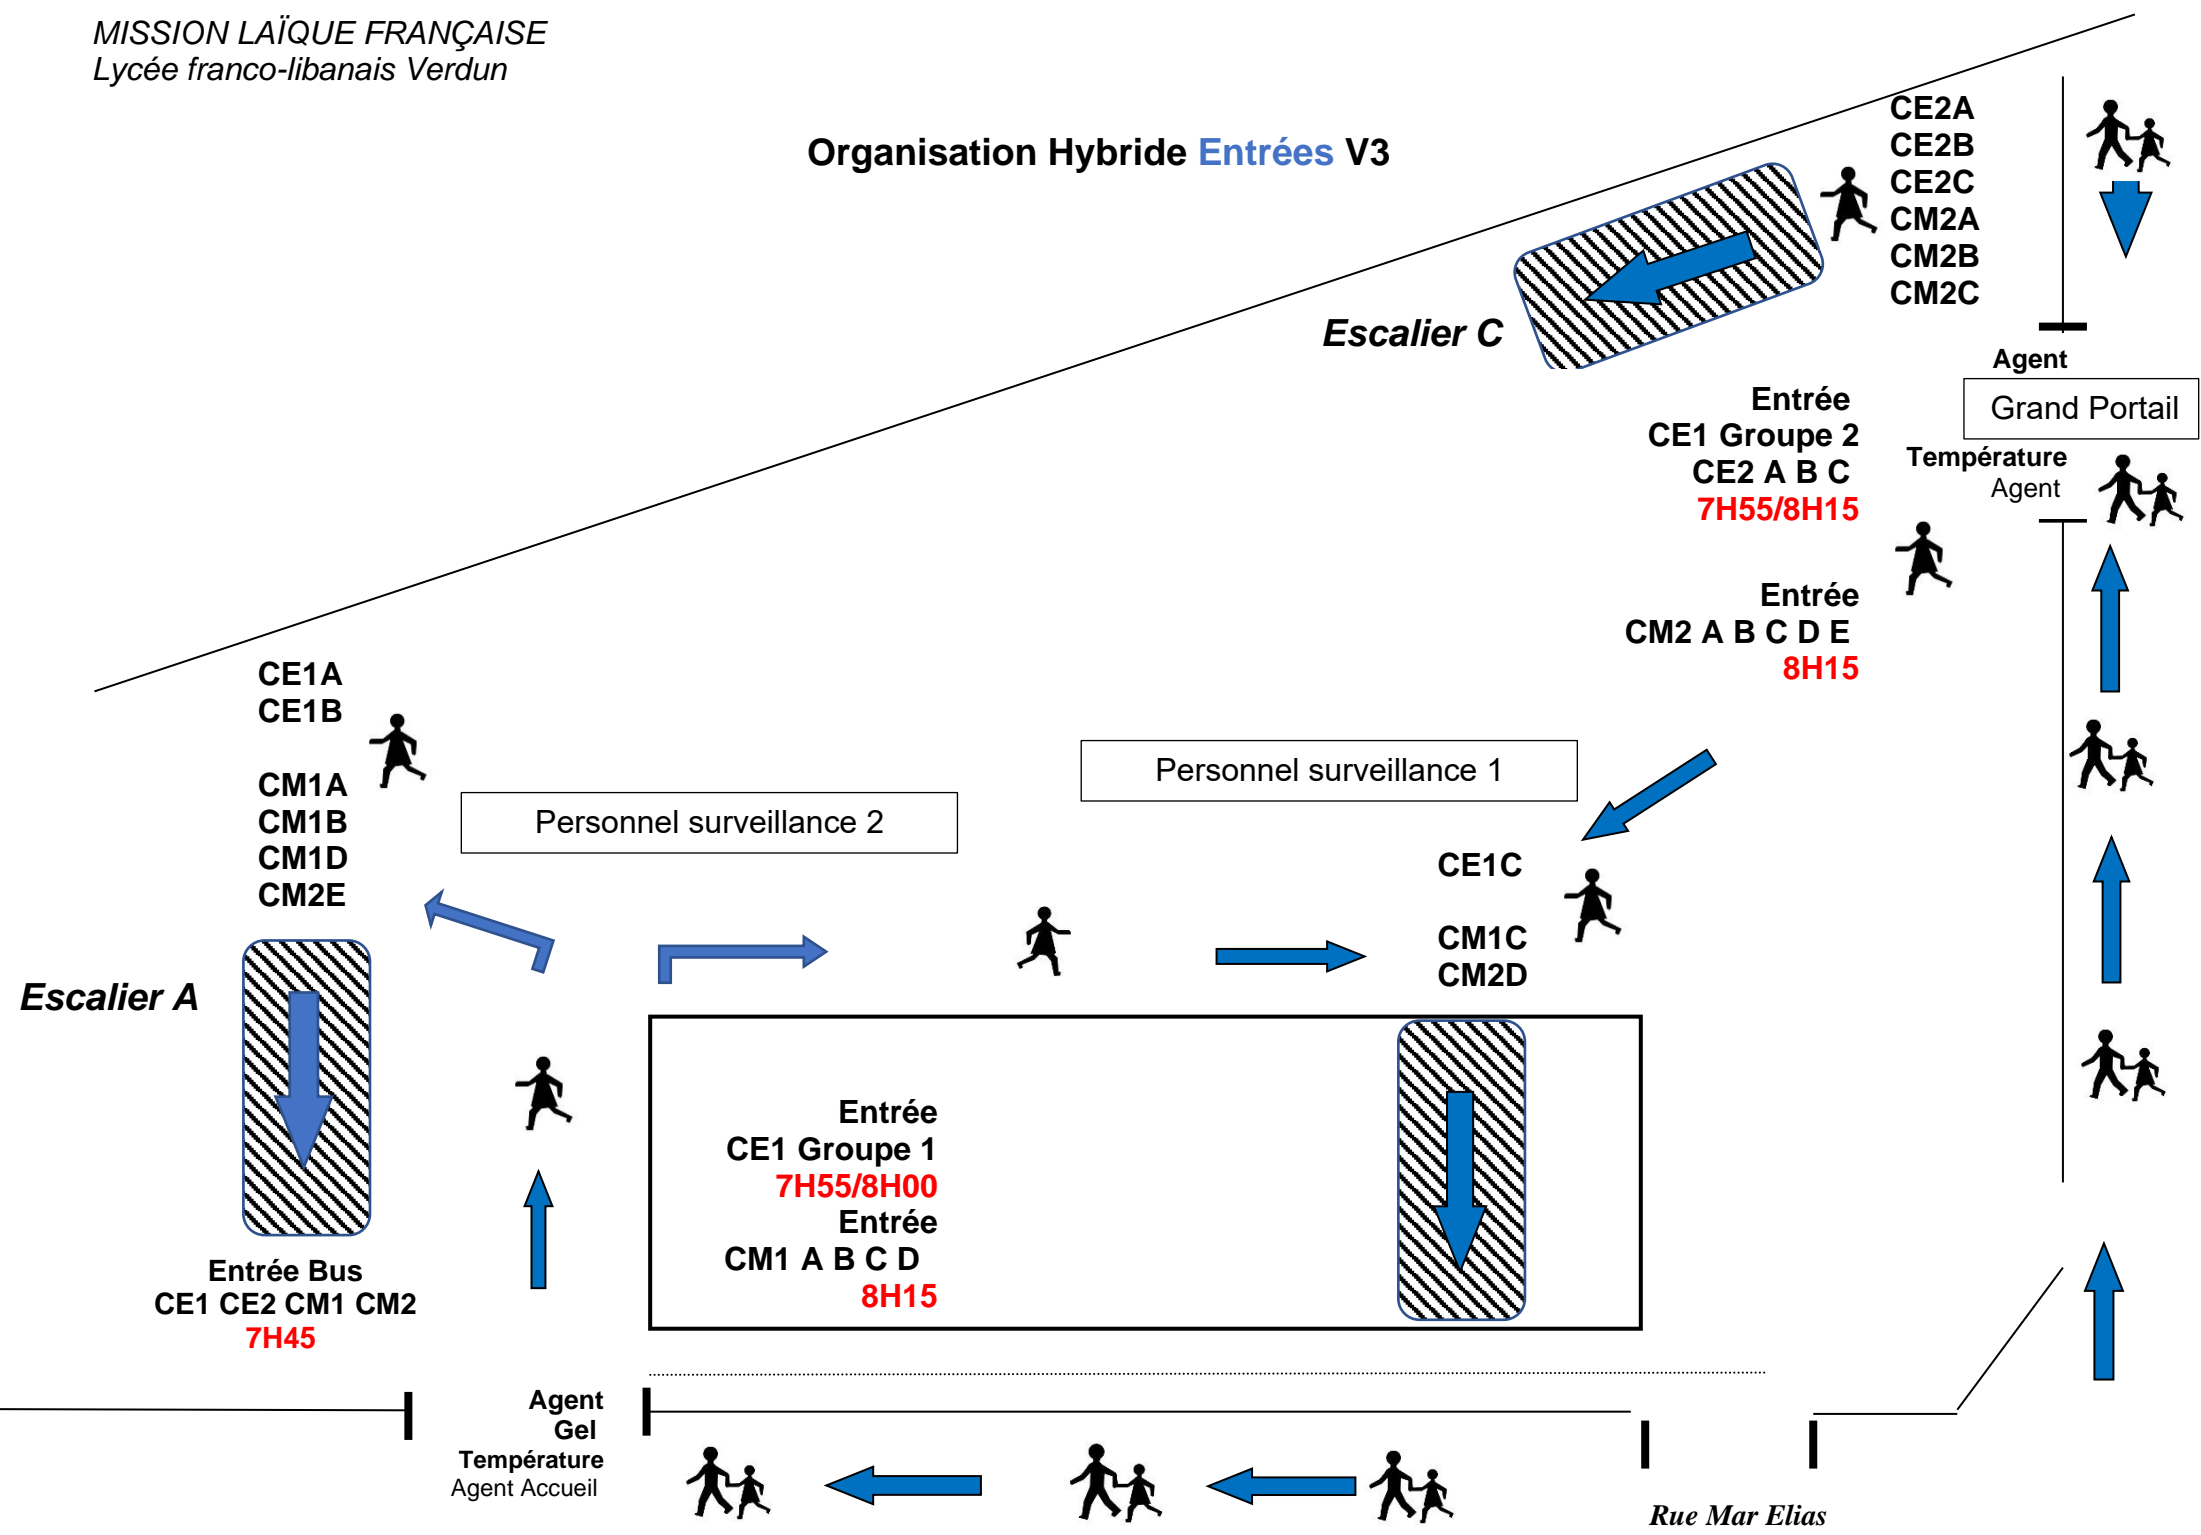 MISSION LAÏQUE FRANÇAISE
Lycée franco-libanais Verdun
Organisation Hybride Entrées V3
CE2A
CE2B
CE2C
CM2A
CM2B
CM2C
Escalier C
Agent
Grand Portail
Température
Agent
Entrée
CE1 Groupe 2
CE2 A B C
7H55/8H15
Entrée
CM2 A B C D E
8H15
CE1A
CE1B
CM1A
CM1B
CM1D
CM2E
Personnel surveillance 2
Personnel surveillance 1
CE1C
CM1C
CM2D
Escalier A
Entrée
CE1 Groupe 1
7H55/8H00
Entrée
CM1 A B C D
8H15
Entrée Bus
CE1 CE2 CM1 CM2
7H45
Agent
Gel
Température
Agent Accueil
Rue Mar Elias